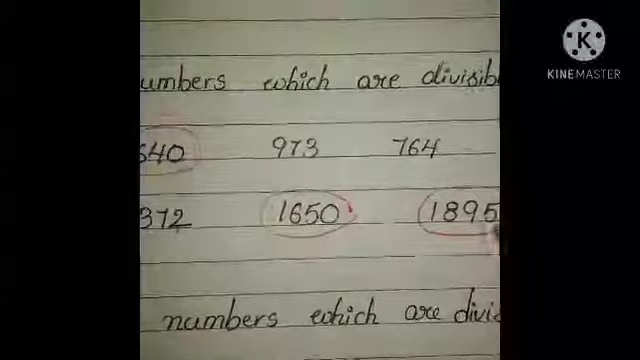 umbers which are divisib
640 973 764
372 1650 1895
numbers which are divis
K
KINEMASTER